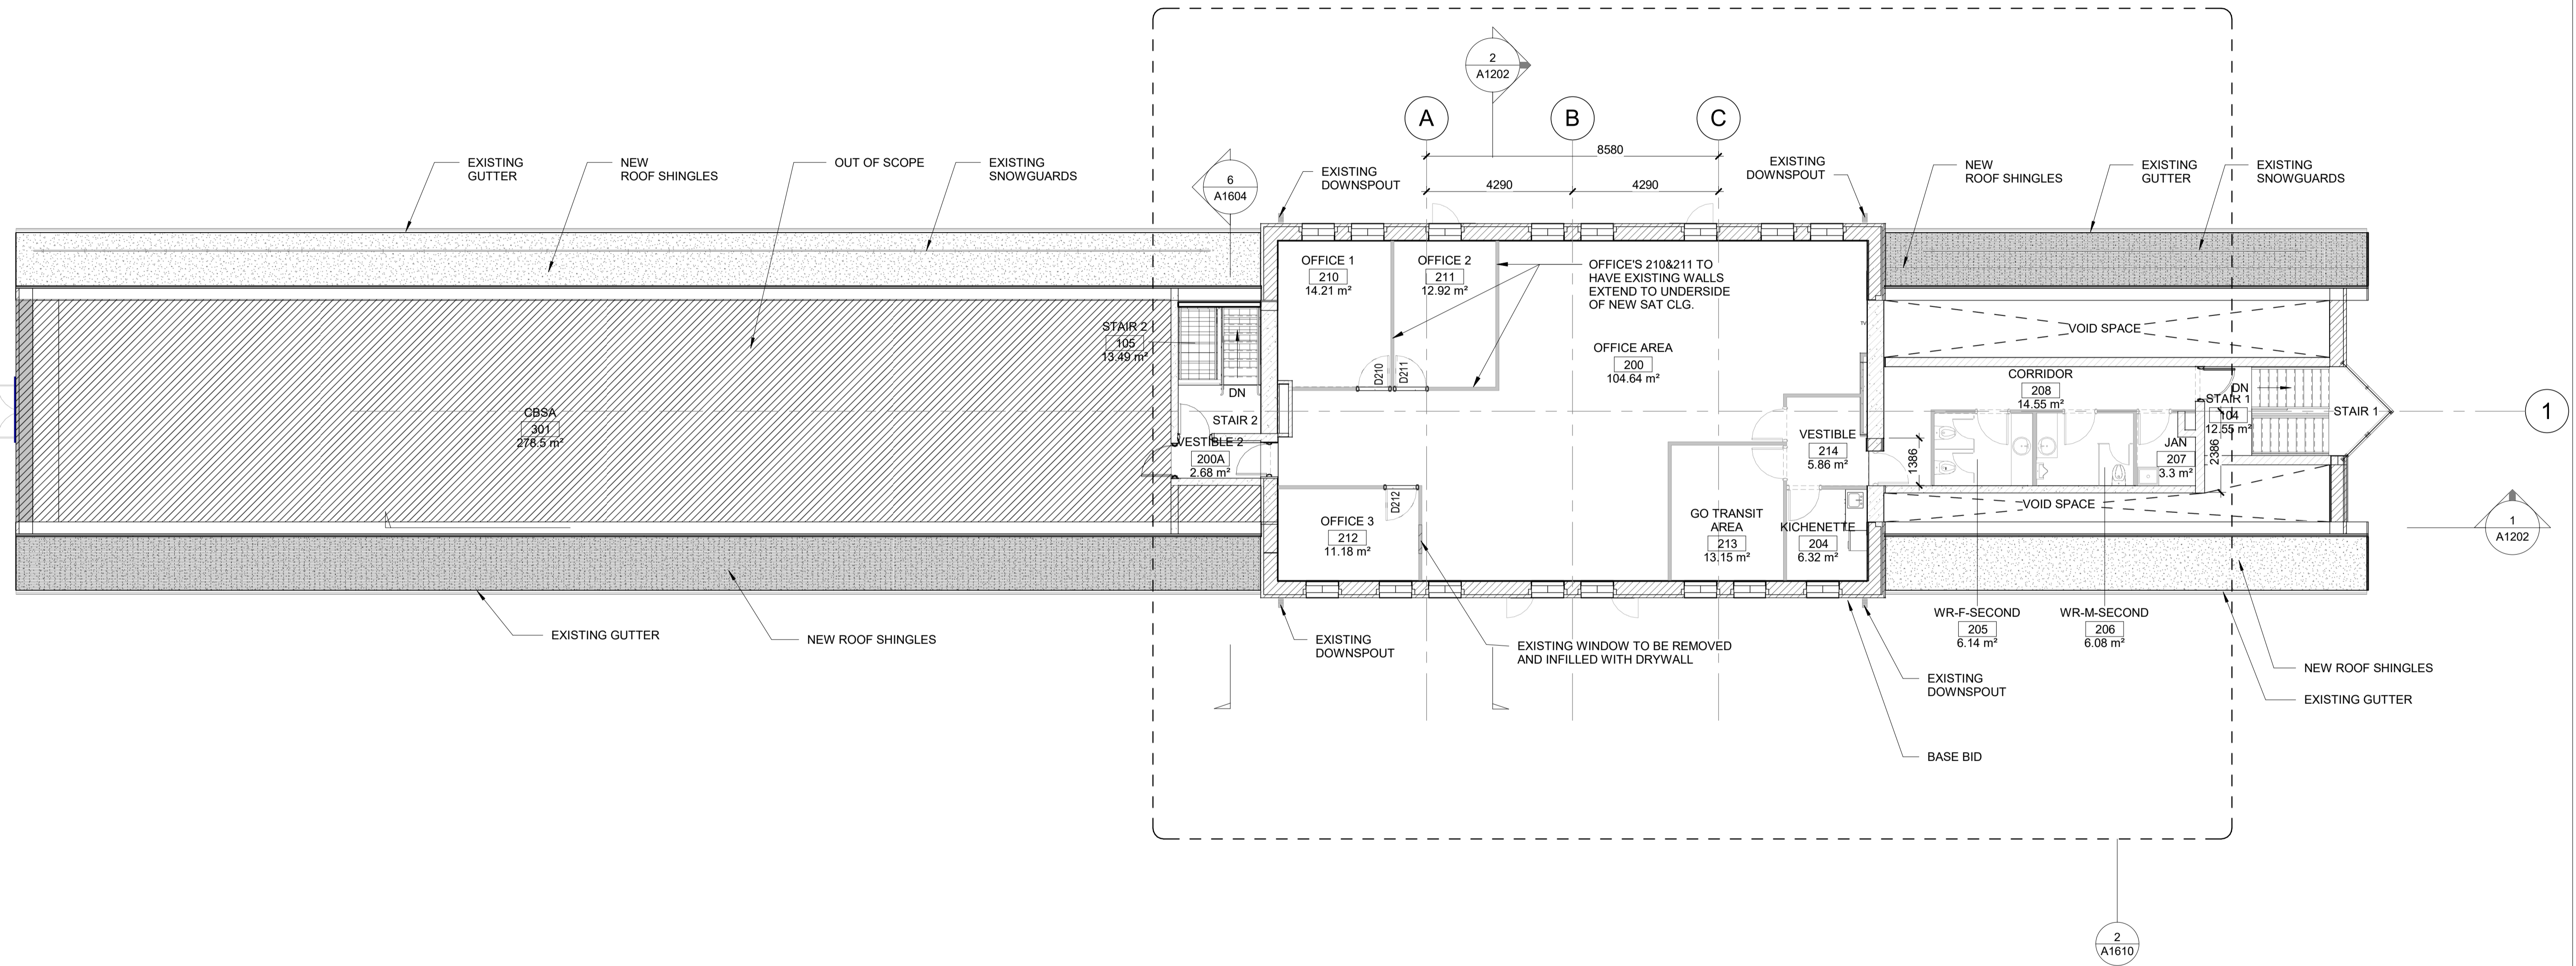 2
A1202
A
B
C
8580
4290
4290
EXISTING
GUTTER
NEW
ROOF SHINGLES
OUT OF SCOPE
EXISTING
SNOWGUARDS
6
A1604
EXISTING
DOWNSPOUT
EXISTING
DOWNSPOUT
NEW
ROOF SHINGLES
EXISTING
GUTTER
EXISTING
SNOWGUARDS
OFFICE 1
210
14.21 m²
OFFICE 2
211
12.92 m²
OFFICE'S 210&211 TO
HAVE EXISTING WALLS
EXTEND TO UNDERSIDE
OF NEW SAT CLG.
STAIR 2
105
13.49 m²
DN
STAIR 2
D210
D211
OFFICE AREA
200
104.64 m²
TV
VOID SPACE
CORRIDOR
208
14.55 m²
DN
STAIR 1
104
12.55 m²
STAIR 1
1
CBSA
301
278.5 m²
VESTIBLE 2
200A
2.68 m²
VESTIBLE
214
5.86 m²
1386
JAN
207
3.3 m²
2386
D212
OFFICE 3
212
11.18 m²
GO TRANSIT
AREA
213
13.15 m²
KICHENETTE
204
6.32 m²
VOID SPACE
1
A1202
WR-F-SECOND
205
6.14 m²
WR-M-SECOND
206
6.08 m²
EXISTING GUTTER
NEW ROOF SHINGLES
EXISTING
DOWNSPOUT
EXISTING WINDOW TO BE REMOVED
AND INFILLED WITH DRYWALL
EXISTING
DOWNSPOUT
NEW ROOF SHINGLES
EXISTING GUTTER
BASE BID
2
A1610